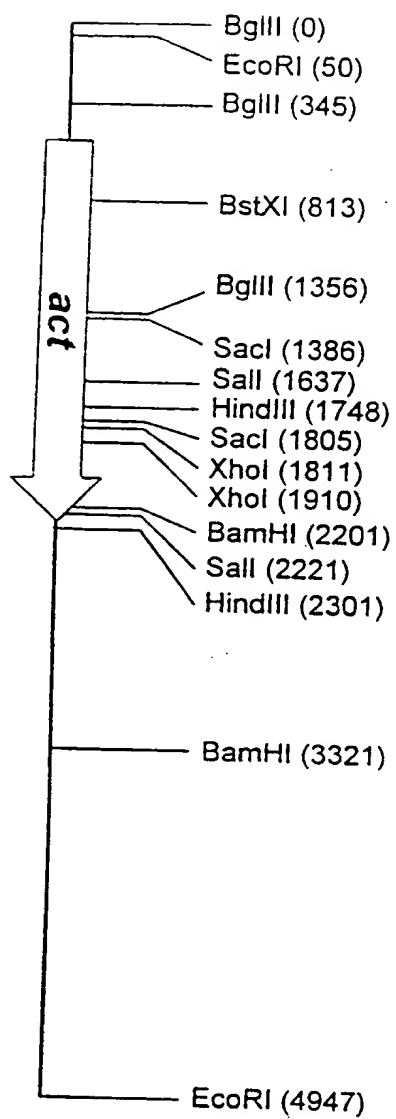 BglII (0)
EcoRI (50)
BglII (345)
BstXI (813)
act
BglII (1356)
SacI (1386)
SalI (1637)
HindIII (1748)
SacI (1805)
XhoI (1811)
XhoI (1910)
BamHI (2201)
SalI (2221)
HindIII (2301)
BamHI (3321)
EcoRI (4947)